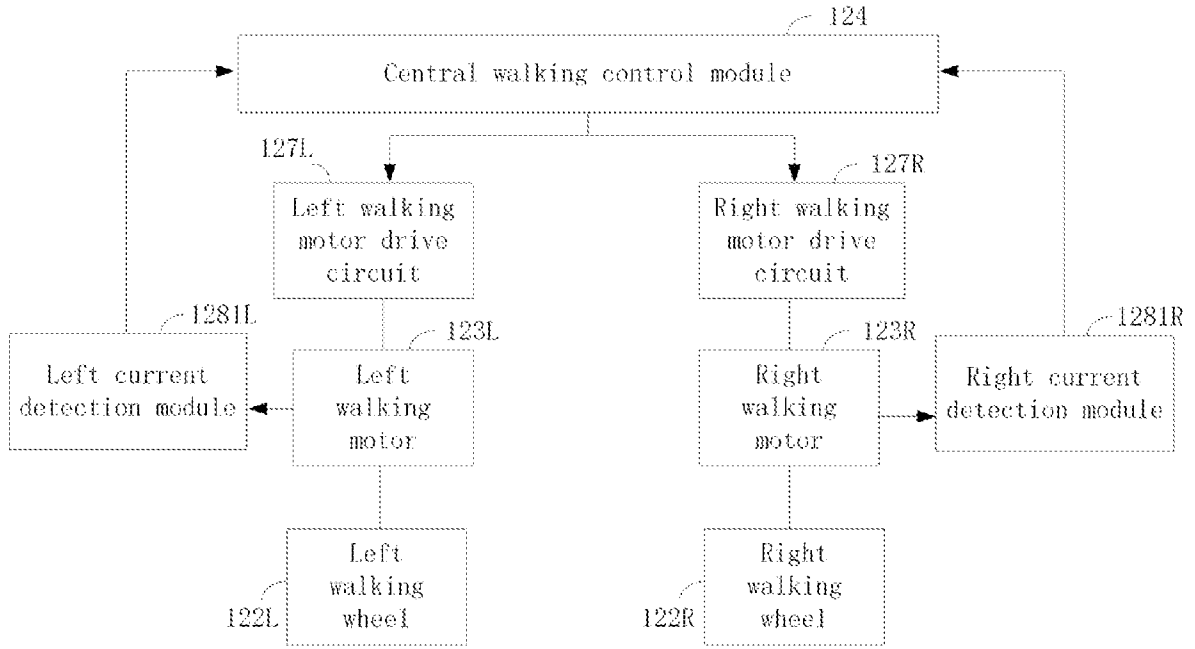 124
Central walking control module
127L
127R
Left walking
motor drive
circuit
Right walking
motor drive
circuit
1281L
123L
123R
1281R
Left current
detection module
Left
walking
motor
Right
walking
motor
Right current
detection module
Left
walking
wheel
122L
Right
walking
wheel
122R